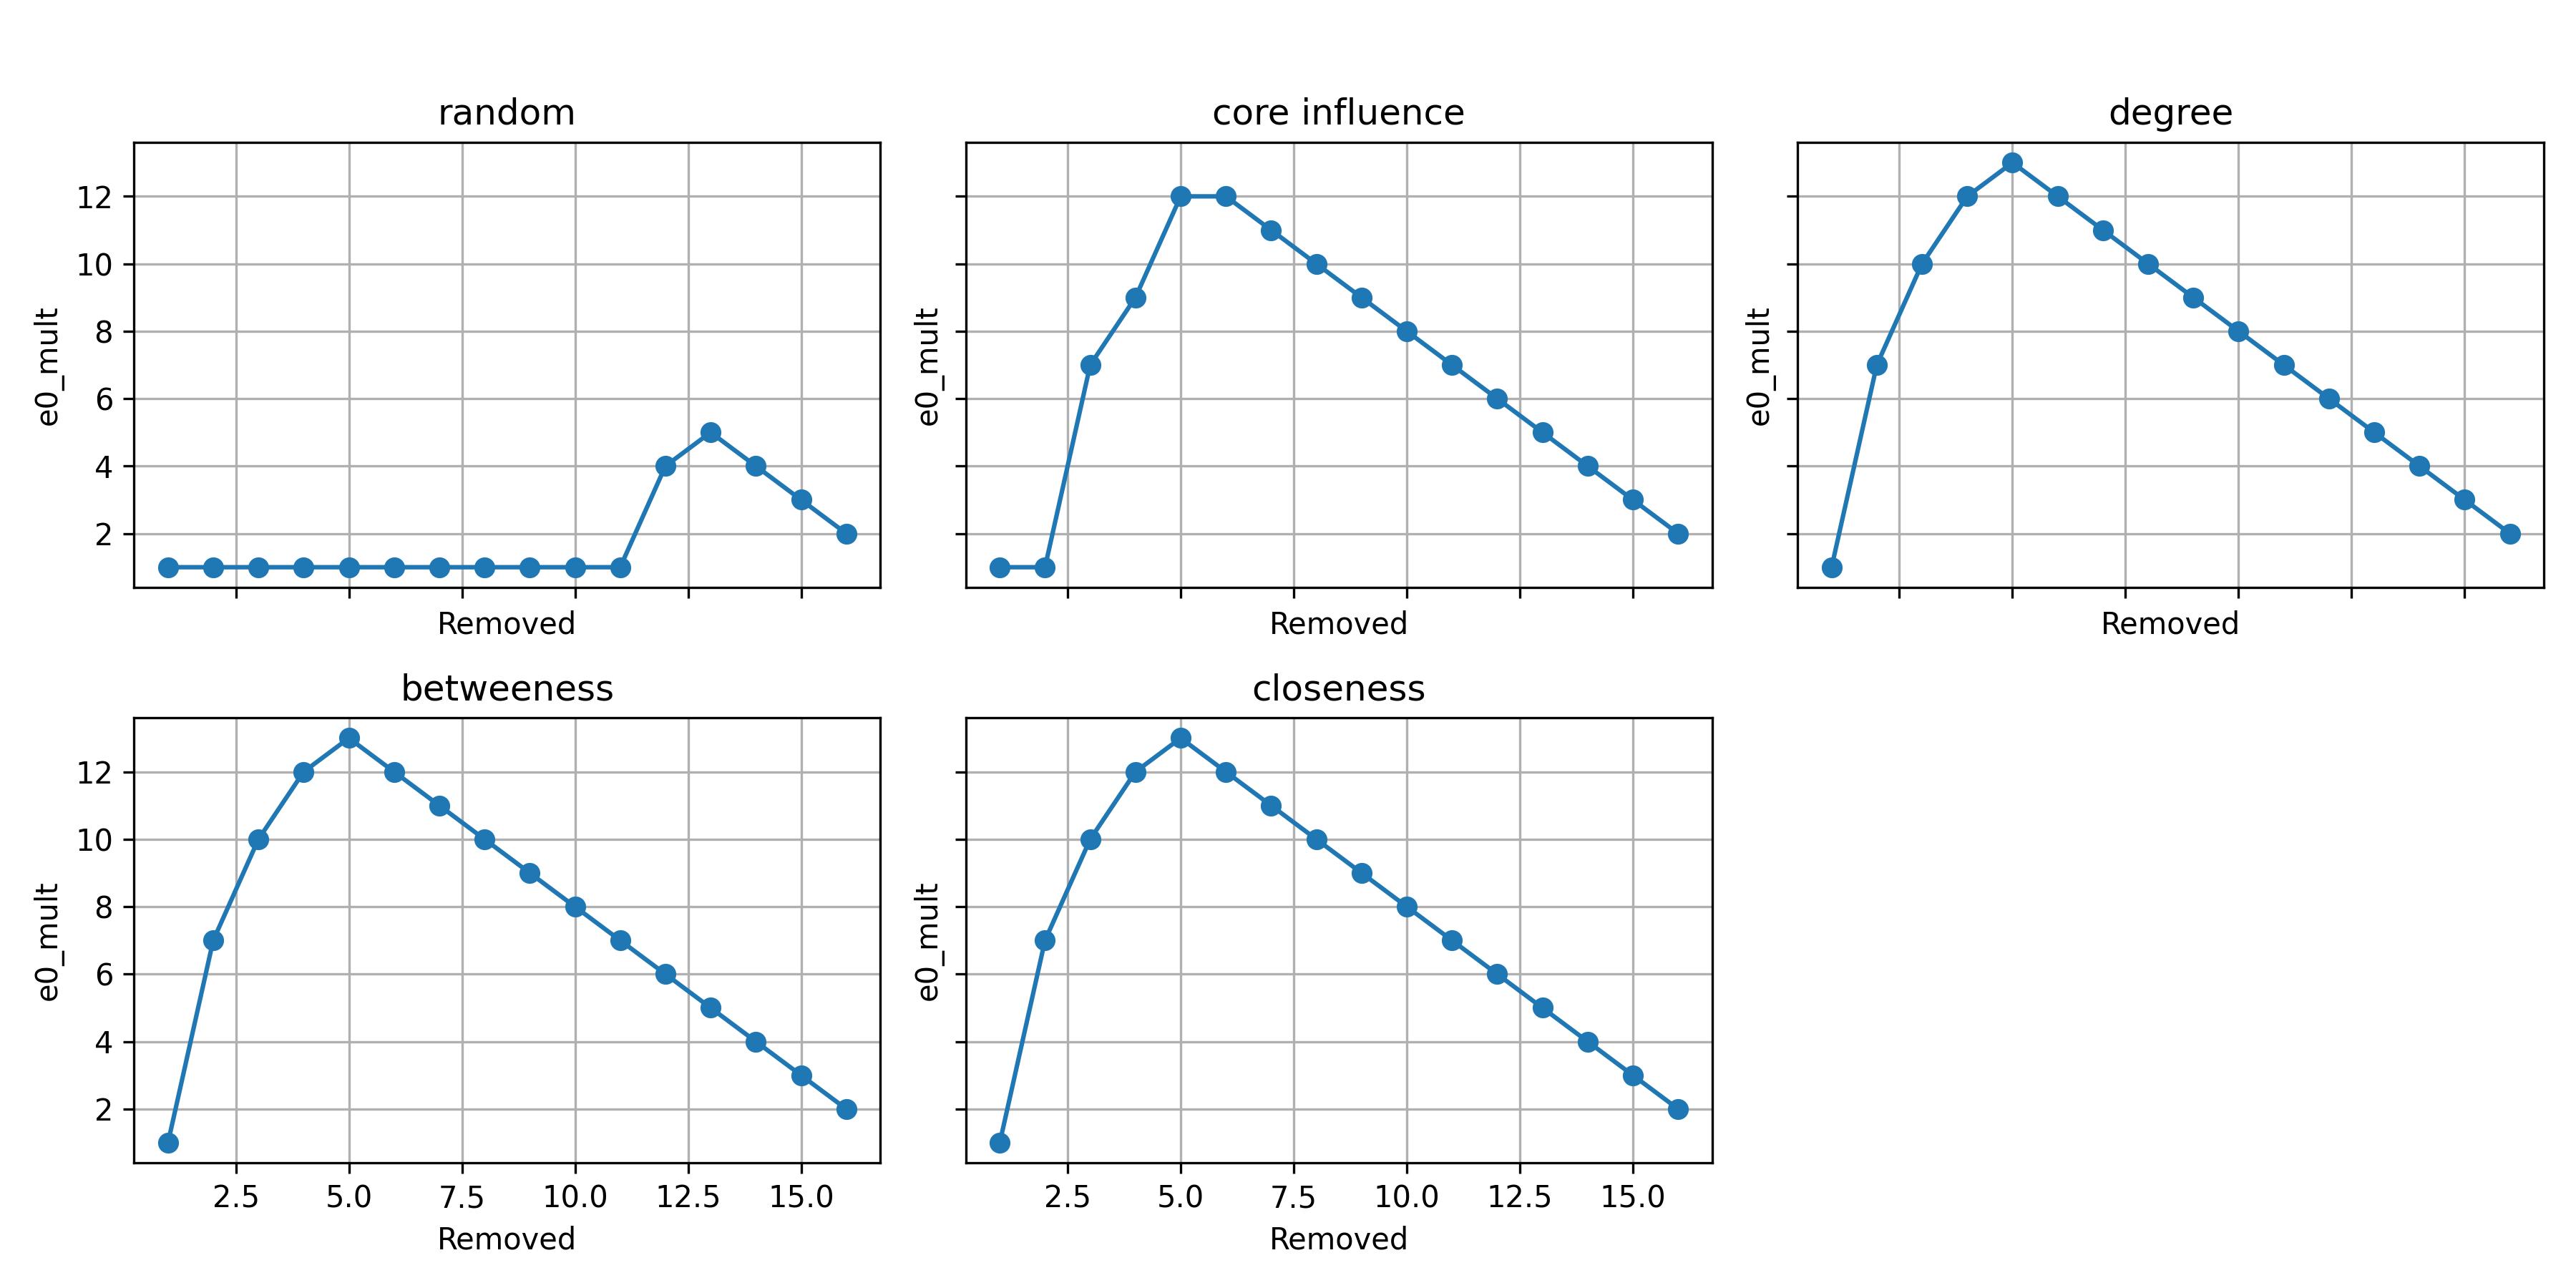 random
core influence
degree
12
10
8
6
4
2
e0_mult
e0_mult
e0_mult
Removed
Removed
Removed
betweeness
closeness
12
10
8
6
4
2
e0_mult
e0_mult
2.5 5.0 7.5 10.0 12.5 15.0
2.5 5.0 7.5 10.0 12.5 15.0
Removed
Removed